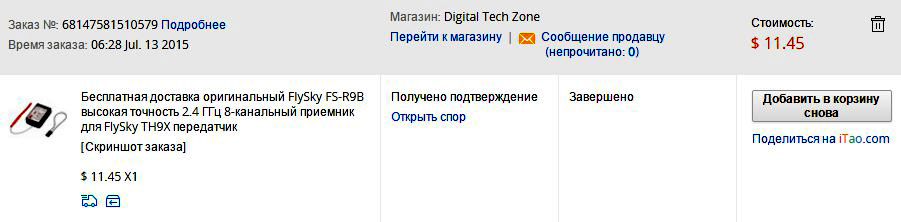 Заказ №: 68147581510579 Подробнее
Время заказа: 06:28 Jul. 13 2015
Магазин: Digital Tech Zone
Перейти к магазину | Сообщение продавцу
(непрочитано: 0)
Стоимость:
$ 11.45
Бесплатная доставка оригинальный FlySky FS-R9B
высокая точность 2.4 ГГц 8-канальный приемник
для FlySky TH9X передатчик
[Скриншот заказа]
$ 11.45 X1
Получено подтверждение
Открыть спор
Завершено
Добавить в корзину
снова
Поделиться на iTao.com